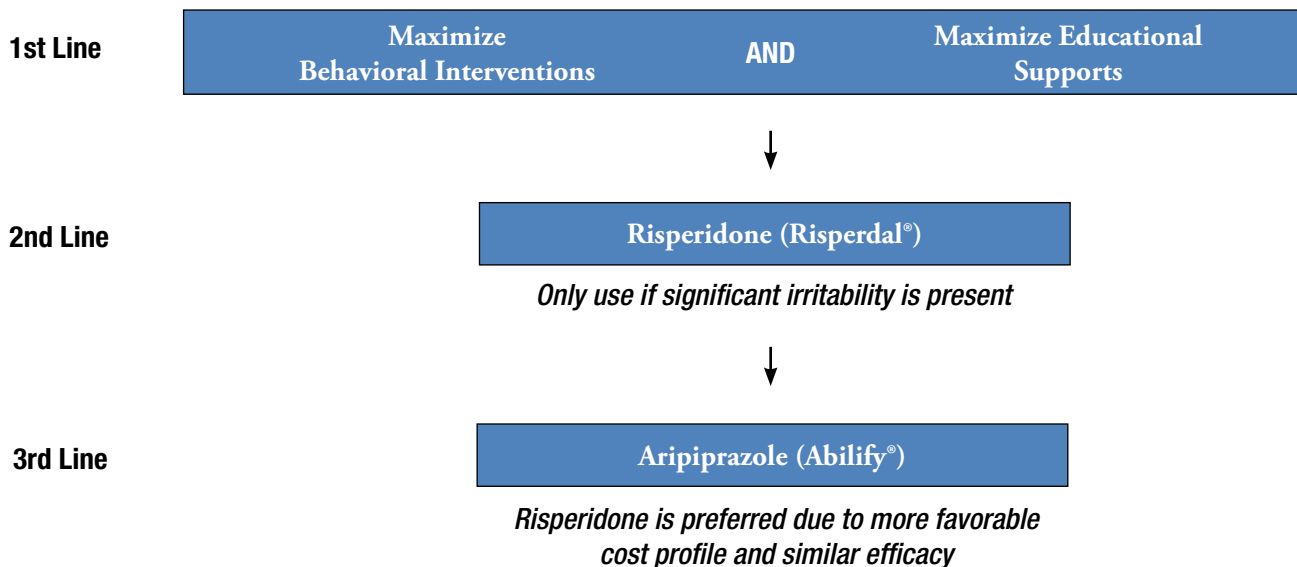 1st Line
Maximize
Behavioral Interventions
AND
Maximize Educational
Supports
2nd Line
Risperidone (Risperdal®)
Only use if significant irritability is present
3rd Line
Aripiprazole (Abilify®)
Risperidone is preferred due to more favorable
cost profile and similar efficacy